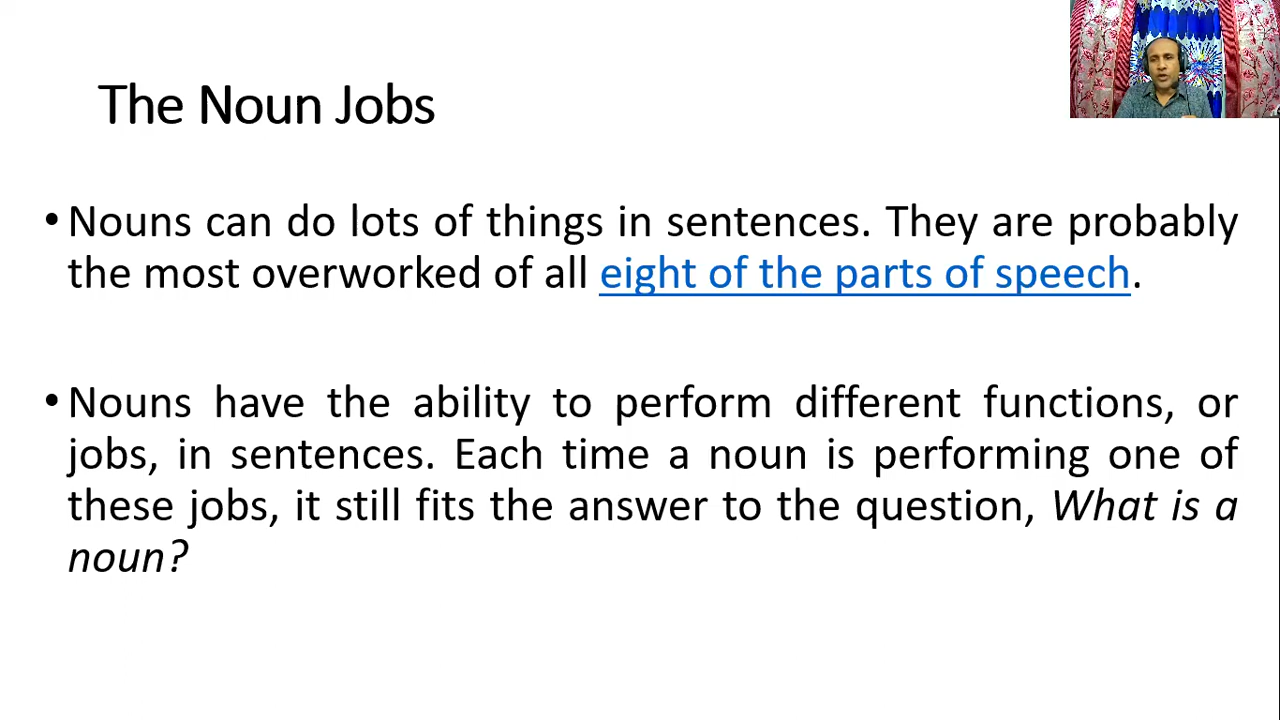 The Noun Jobs
• Nouns can do lots of things in sentences. They are probably
the most overworked of all eight of the parts of speech.
• Nouns have the ability to perform different functions, or
jobs, in sentences. Each time a noun is performing one of
these jobs, it still fits the answer to the question, What is a
noun?